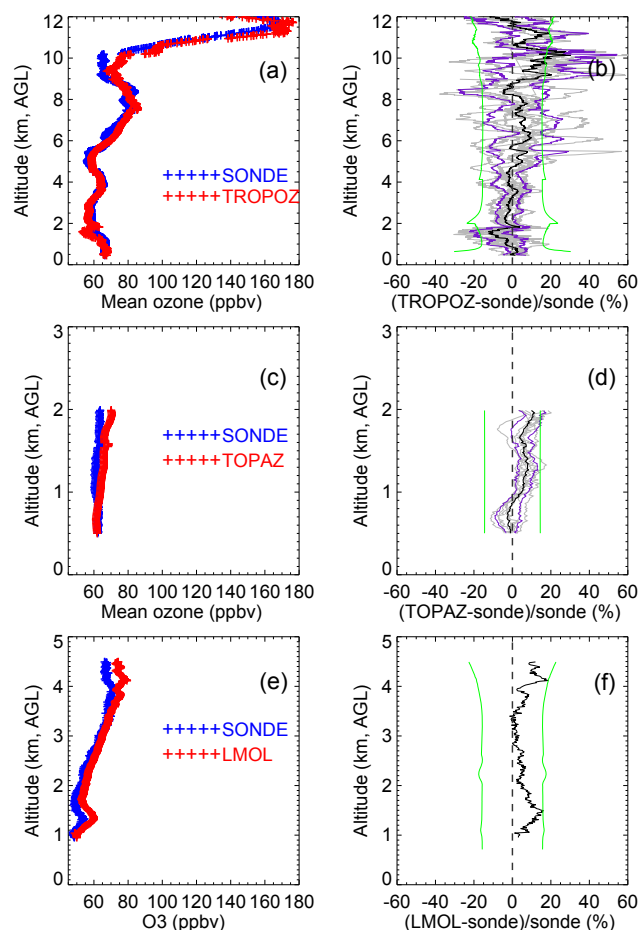 12
10
8
6
4
2
0
Altitude (km, AGL)
(a)
+++++SONDE
+++++TROPOZ
60 80 100 120 140 160 180
Mean ozone (ppbv)
12
10
8
6
4
2
0
Altitude (km, AGL)
(b)
-60 -40 -20 0 20 40 60
(TROPOZ-sonde)/sonde (%)
3
2
1
0
Altitude (km, AGL)
(c)
+++++SONDE
+++++TOPAZ
60 80 100 120 140 160 180
Mean ozone (ppbv)
3
2
1
0
Altitude (km, AGL)
(d)
-60 -40 -20 0 20 40 60
(TOPAZ-sonde)/sonde (%)
5
4
3
2
1
0
Altitude (km, AGL)
(e)
+++++SONDE
+++++LMOL
60 80 100 120 140 160 180
O3 (ppbv)
5
4
3
2
1
0
Altitude (km, AGL)
(f)
-60 -40 -20 0 20 40 60
(LMOL-sonde)/sonde (%)